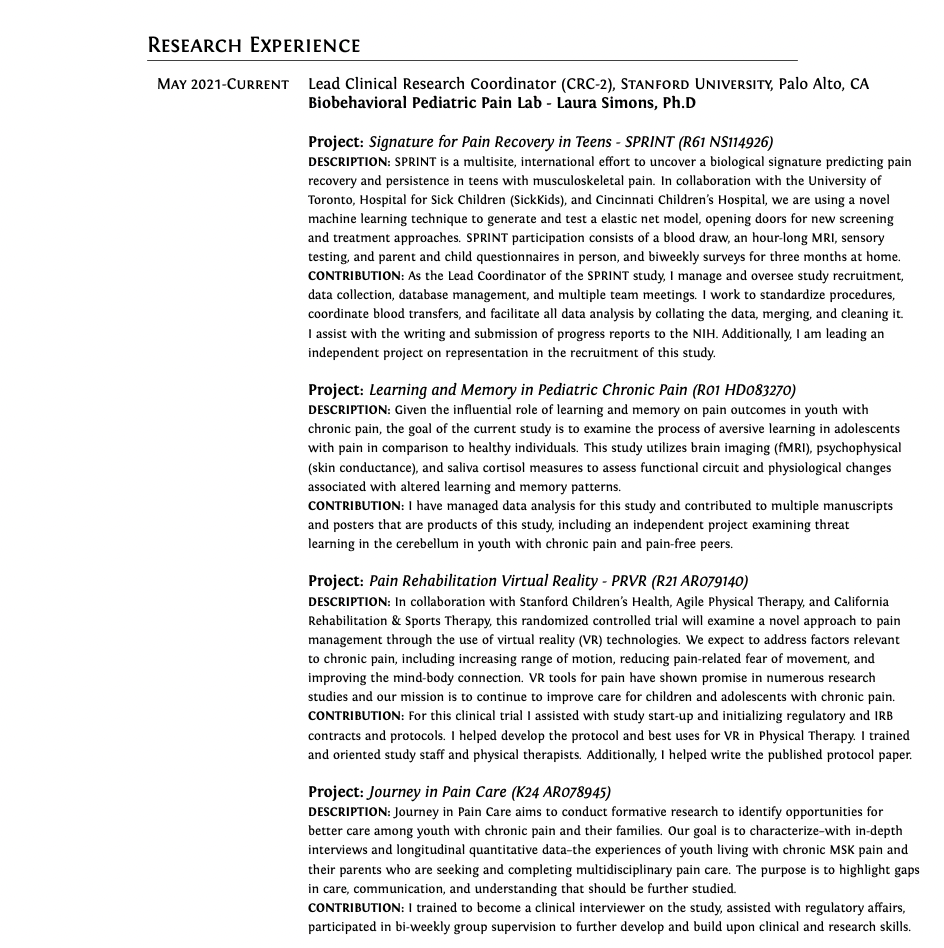 RESEARCH EXPERIENCE
MAY 2021-CURRENT Lead Clinical Research Coordinator (CRC-2), STANFORD UNIVERSITY, Palo Alto, CA
Biobehavioral Pediatric Pain Lab - Laura Simons, Ph.D
Project: Signature for Pain Recovery in Teens - SPRINT (R61 NS114926)
DESCRIPTION: SPRINT is a multisite, international effort to uncover a biological signature predicting pain
recovery and persistence in teens with musculoskeletal pain. In collaboration with the University of
Toronto, Hospital for Sick Children (SickKids), and Cincinnati Children's Hospital, we are using a novel
machine learning technique to generate and test a elastic net model, opening doors for new screening
and treatment approaches. SPRINT participation consists of a blood draw, an hour-long MRI, sensory
testing, and parent and child questionnaires in person, and biweekly surveys for three months at home.
CONTRIBUTION: As the Lead Coordinator of the SPRINT study, I manage and oversee study recruitment,
data collection, database management, and multiple team meetings. I work to standardize procedures,
coordinate blood transfers, and facilitate all data analysis by collating the data, merging, and cleaning it.
I assist with the writing and submission of progress reports to the NIH. Additionally, I am leading an
independent project on representation in the recruitment of this study.
Project: Learning and Memory in Pediatric Chronic Pain (R01 HD083270)
DESCRIPTION: Given the influential role of learning and memory on pain outcomes in youth with
chronic pain, the goal of the current study is to examine the process of aversive learning in adolescents
with pain in comparison to healthy individuals. This study utilizes brain imaging (fMRI), psychophysical
(skin conductance), and saliva cortisol measures to assess functional circuit and physiological changes
associated with altered learning and memory patterns.
CONTRIBUTION: I have managed data analysis for this study and contributed to multiple manuscripts
and posters that are products of this study, including an independent project examining threat
learning in the cerebellum in youth with chronic pain and pain-free peers.
Project: Pain Rehabilitation Virtual Reality - PRVR (R21 AR079140)
DESCRIPTION: In collaboration with Stanford Children's Health, Agile Physical Therapy, and California
Rehabilitation & Sports Therapy, this randomized controlled trial will examine a novel approach to pain
management through the use of virtual reality (VR) technologies. We expect to address factors relevant
to chronic pain, including increasing range of motion, reducing pain-related fear of movement, and
improving the mind-body connection. VR tools for pain have shown promise in numerous research
studies and our mission is to continue to improve care for children and adolescents with chronic pain.
CONTRIBUTION: For this clinical trial I assisted with study start-up and initializing regulatory and IRB
contracts and protocols. I helped develop the protocol and best uses for VR in Physical Therapy. I trained
and oriented study staff and physical therapists. Additionally, I helped write the published protocol paper.
Project: Journey in Pain Care (K24 AR078945)
DESCRIPTION: Journey in Pain Care aims to conduct formative research to identify opportunities for
better care among youth with chronic pain and their families. Our goal is to characterize–with in-depth
interviews and longitudinal quantitative data–the experiences of youth living with chronic MSK pain and
their parents who are seeking and completing multidisciplinary pain care. The purpose is to highlight gaps
in care, communication, and understanding that should be further studied.
CONTRIBUTION: I trained to become a clinical interviewer on the study, assisted with regulatory affairs,
participated in bi-weekly group supervision to further develop and build upon clinical and research skills.